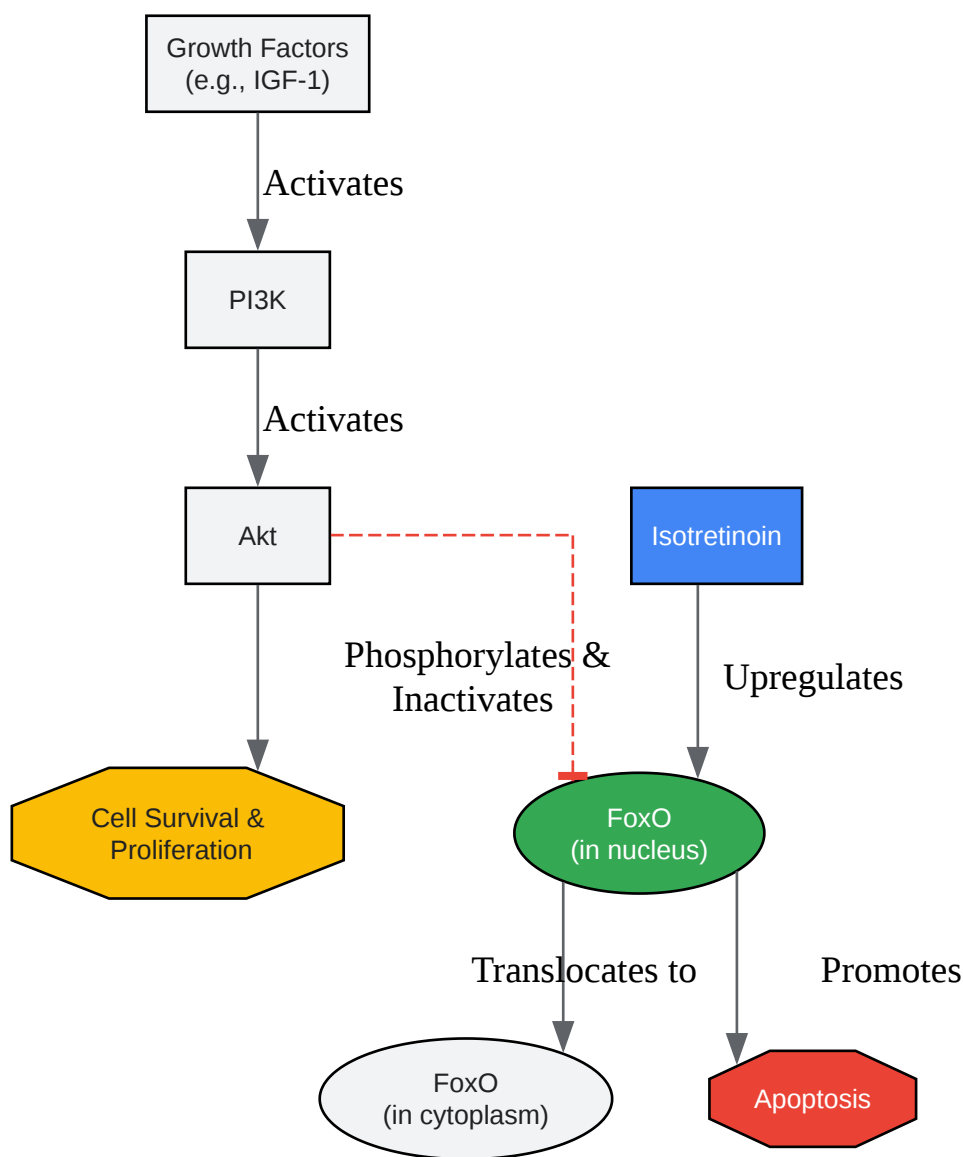 Growth Factors
(e.g., IGF-1)
Activates
PI3K
Activates
Akt
Isotretinoin
Phosphorylates &
Inactivates
Upregulates
Cell Survival &
Proliferation
FoxO
(in nucleus)
Translocates to
Promotes
FoxO
(in cytoplasm)
Apoptosis